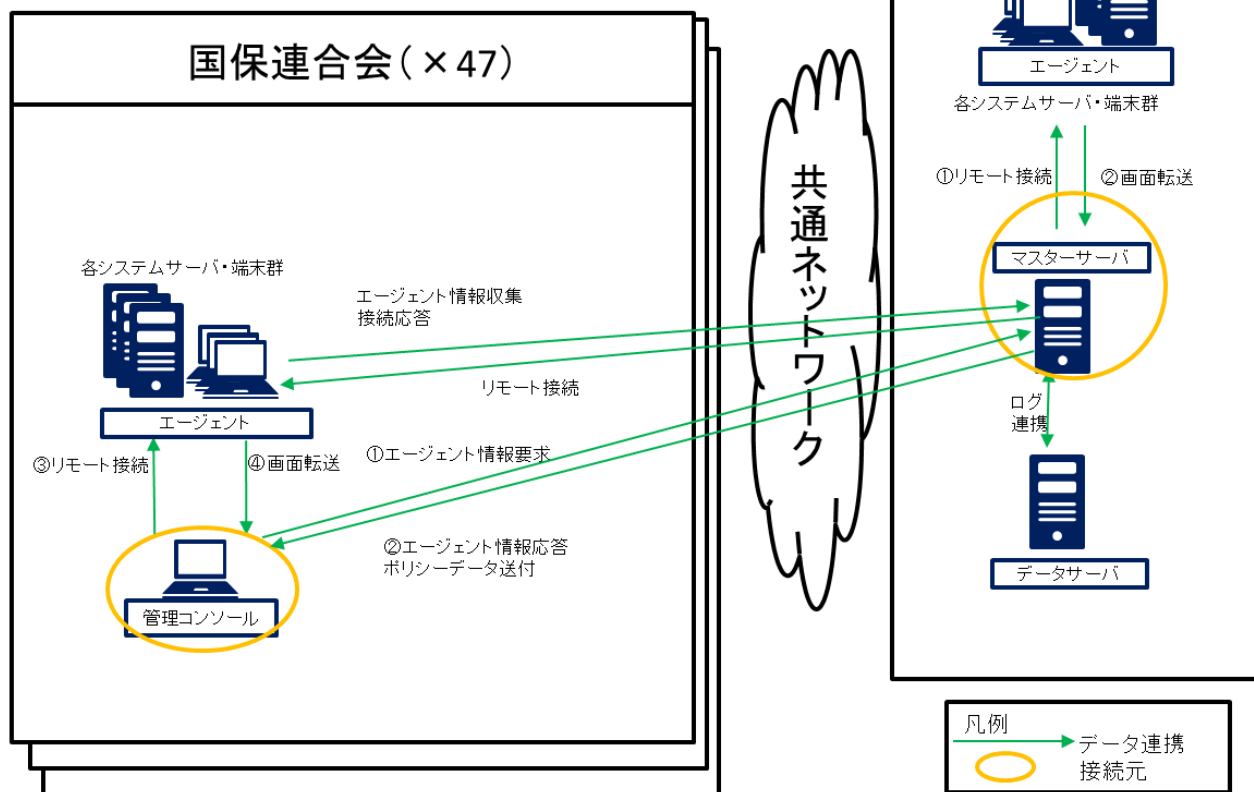 国保連合会(×47)
各システムサーバ・端末群
エージェント
③リモート接続
④画面転送
管理コンソール
エージェント情報収集
接続応答
リモート接続
①エージェント情報要求
②エージェント情報応答
ポリシーデータ送付
共通ネットワーク
エージェント
各システムサーバ・端末群
①リモート接続
②画面転送
マスターサーバ
ログ
連携
データサーバ
凡例
データ連携
接続元